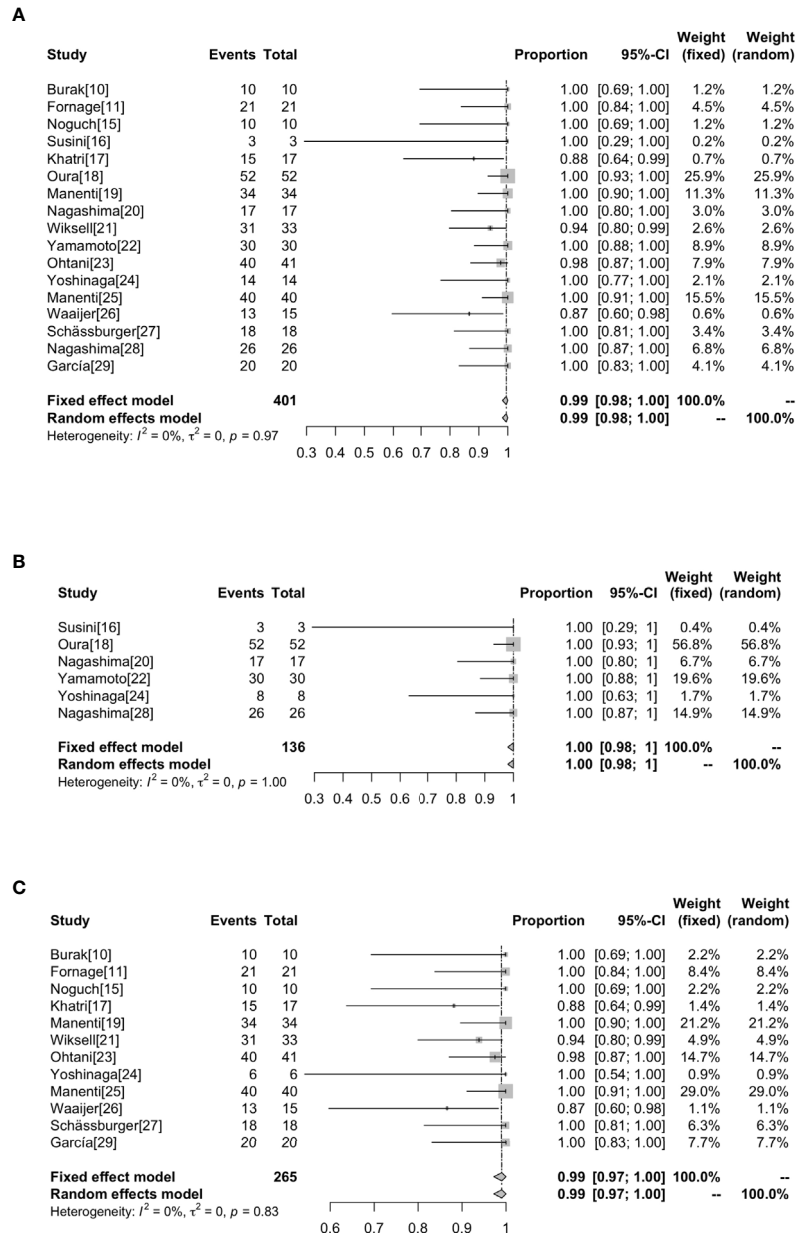 A
Weight Weight
Study Events Total Proportion 95%-CI (fixed) (random)
Burak[10] 10 10 1.00 [0.69; 1.00] 1.2% 1.2%
Fornage[11] 21 21 1.00 [0.84; 1.00] 4.5% 4.5%
Noguch[15] 10 10 1.00 [0.69; 1.00] 1.2% 1.2%
Susini[16] 3 3 1.00 [0.29; 1.00] 0.2% 0.2%
Khatri[17] 15 17 0.88 [0.64; 0.99] 0.7% 0.7%
Oura[18] 52 52 1.00 [0.93; 1.00] 25.9% 25.9%
Manenti[19] 34 34 1.00 [0.90; 1.00] 11.3% 11.3%
Nagashima[20] 17 17 1.00 [0.80; 1.00] 3.0% 3.0%
Wiksell[21] 31 33 0.94 [0.80; 0.99] 2.6% 2.6%
Yamamoto[22] 30 30 1.00 [0.88; 1.00] 8.9% 8.9%
Ohtani[23] 40 41 0.98 [0.87; 1.00] 7.9% 7.9%
Yoshinaga[24] 14 14 1.00 [0.77; 1.00] 2.1% 2.1%
Manenti[25] 40 40 1.00 [0.91; 1.00] 15.5% 15.5%
Waaijer[26] 13 15 0.87 [0.60; 0.98] 0.6% 0.6%
Schässburger[27] 18 18 1.00 [0.81; 1.00] 3.4% 3.4%
Nagashima[28] 26 26 1.00 [0.87; 1.00] 6.8% 6.8%
García[29] 20 20 1.00 [0.83; 1.00] 4.1% 4.1%
Fixed effect model 401 0.99 [0.98; 1.00] 100.0% --
Random effects model 0.99 [0.98; 1.00] -- 100.0%
Heterogeneity: I² = 0%, τ² = 0, p = 0.97
0.3 0.4 0.5 0.6 0.7 0.8 0.9 1
B
Weight Weight
Study Events Total Proportion 95%-CI (fixed) (random)
Susini[16] 3 3 1.00 [0.29; 1] 0.4% 0.4%
Oura[18] 52 52 1.00 [0.93; 1] 56.8% 56.8%
Nagashima[20] 17 17 1.00 [0.80; 1] 6.7% 6.7%
Yamamoto[22] 30 30 1.00 [0.88; 1] 19.6% 19.6%
Yoshinaga[24] 8 8 1.00 [0.63; 1] 1.7% 1.7%
Nagashima[28] 26 26 1.00 [0.87; 1] 14.9% 14.9%
Fixed effect model 136 1.00 [0.98; 1] 100.0% --
Random effects model 1.00 [0.98; 1] -- 100.0%
Heterogeneity: I² = 0%, τ² = 0, p = 1.00
0.3 0.4 0.5 0.6 0.7 0.8 0.9 1
C
Weight Weight
Study Events Total Proportion 95%-CI (fixed) (random)
Burak[10] 10 10 1.00 [0.69; 1.00] 2.2% 2.2%
Fornage[11] 21 21 1.00 [0.84; 1.00] 8.4% 8.4%
Noguch[15] 10 10 1.00 [0.69; 1.00] 2.2% 2.2%
Khatri[17] 15 17 0.88 [0.64; 0.99] 1.4% 1.4%
Manenti[19] 34 34 1.00 [0.90; 1.00] 21.2% 21.2%
Wiksell[21] 31 33 0.94 [0.80; 0.99] 4.9% 4.9%
Ohtani[23] 40 41 0.98 [0.87; 1.00] 14.7% 14.7%
Yoshinaga[24] 6 6 1.00 [0.54; 1.00] 0.9% 0.9%
Manenti[25] 40 40 1.00 [0.91; 1.00] 29.0% 29.0%
Waaijer[26] 13 15 0.87 [0.60; 0.98] 1.1% 1.1%
Schässburger[27] 18 18 1.00 [0.81; 1.00] 6.3% 6.3%
García[29] 20 20 1.00 [0.83; 1.00] 7.7% 7.7%
Fixed effect model 265 0.99 [0.97; 1.00] 100.0% --
Random effects model 0.99 [0.97; 1.00] -- 100.0%
Heterogeneity: I² = 0%, τ² = 0, p = 0.83
0.6 0.7 0.8 0.9 1